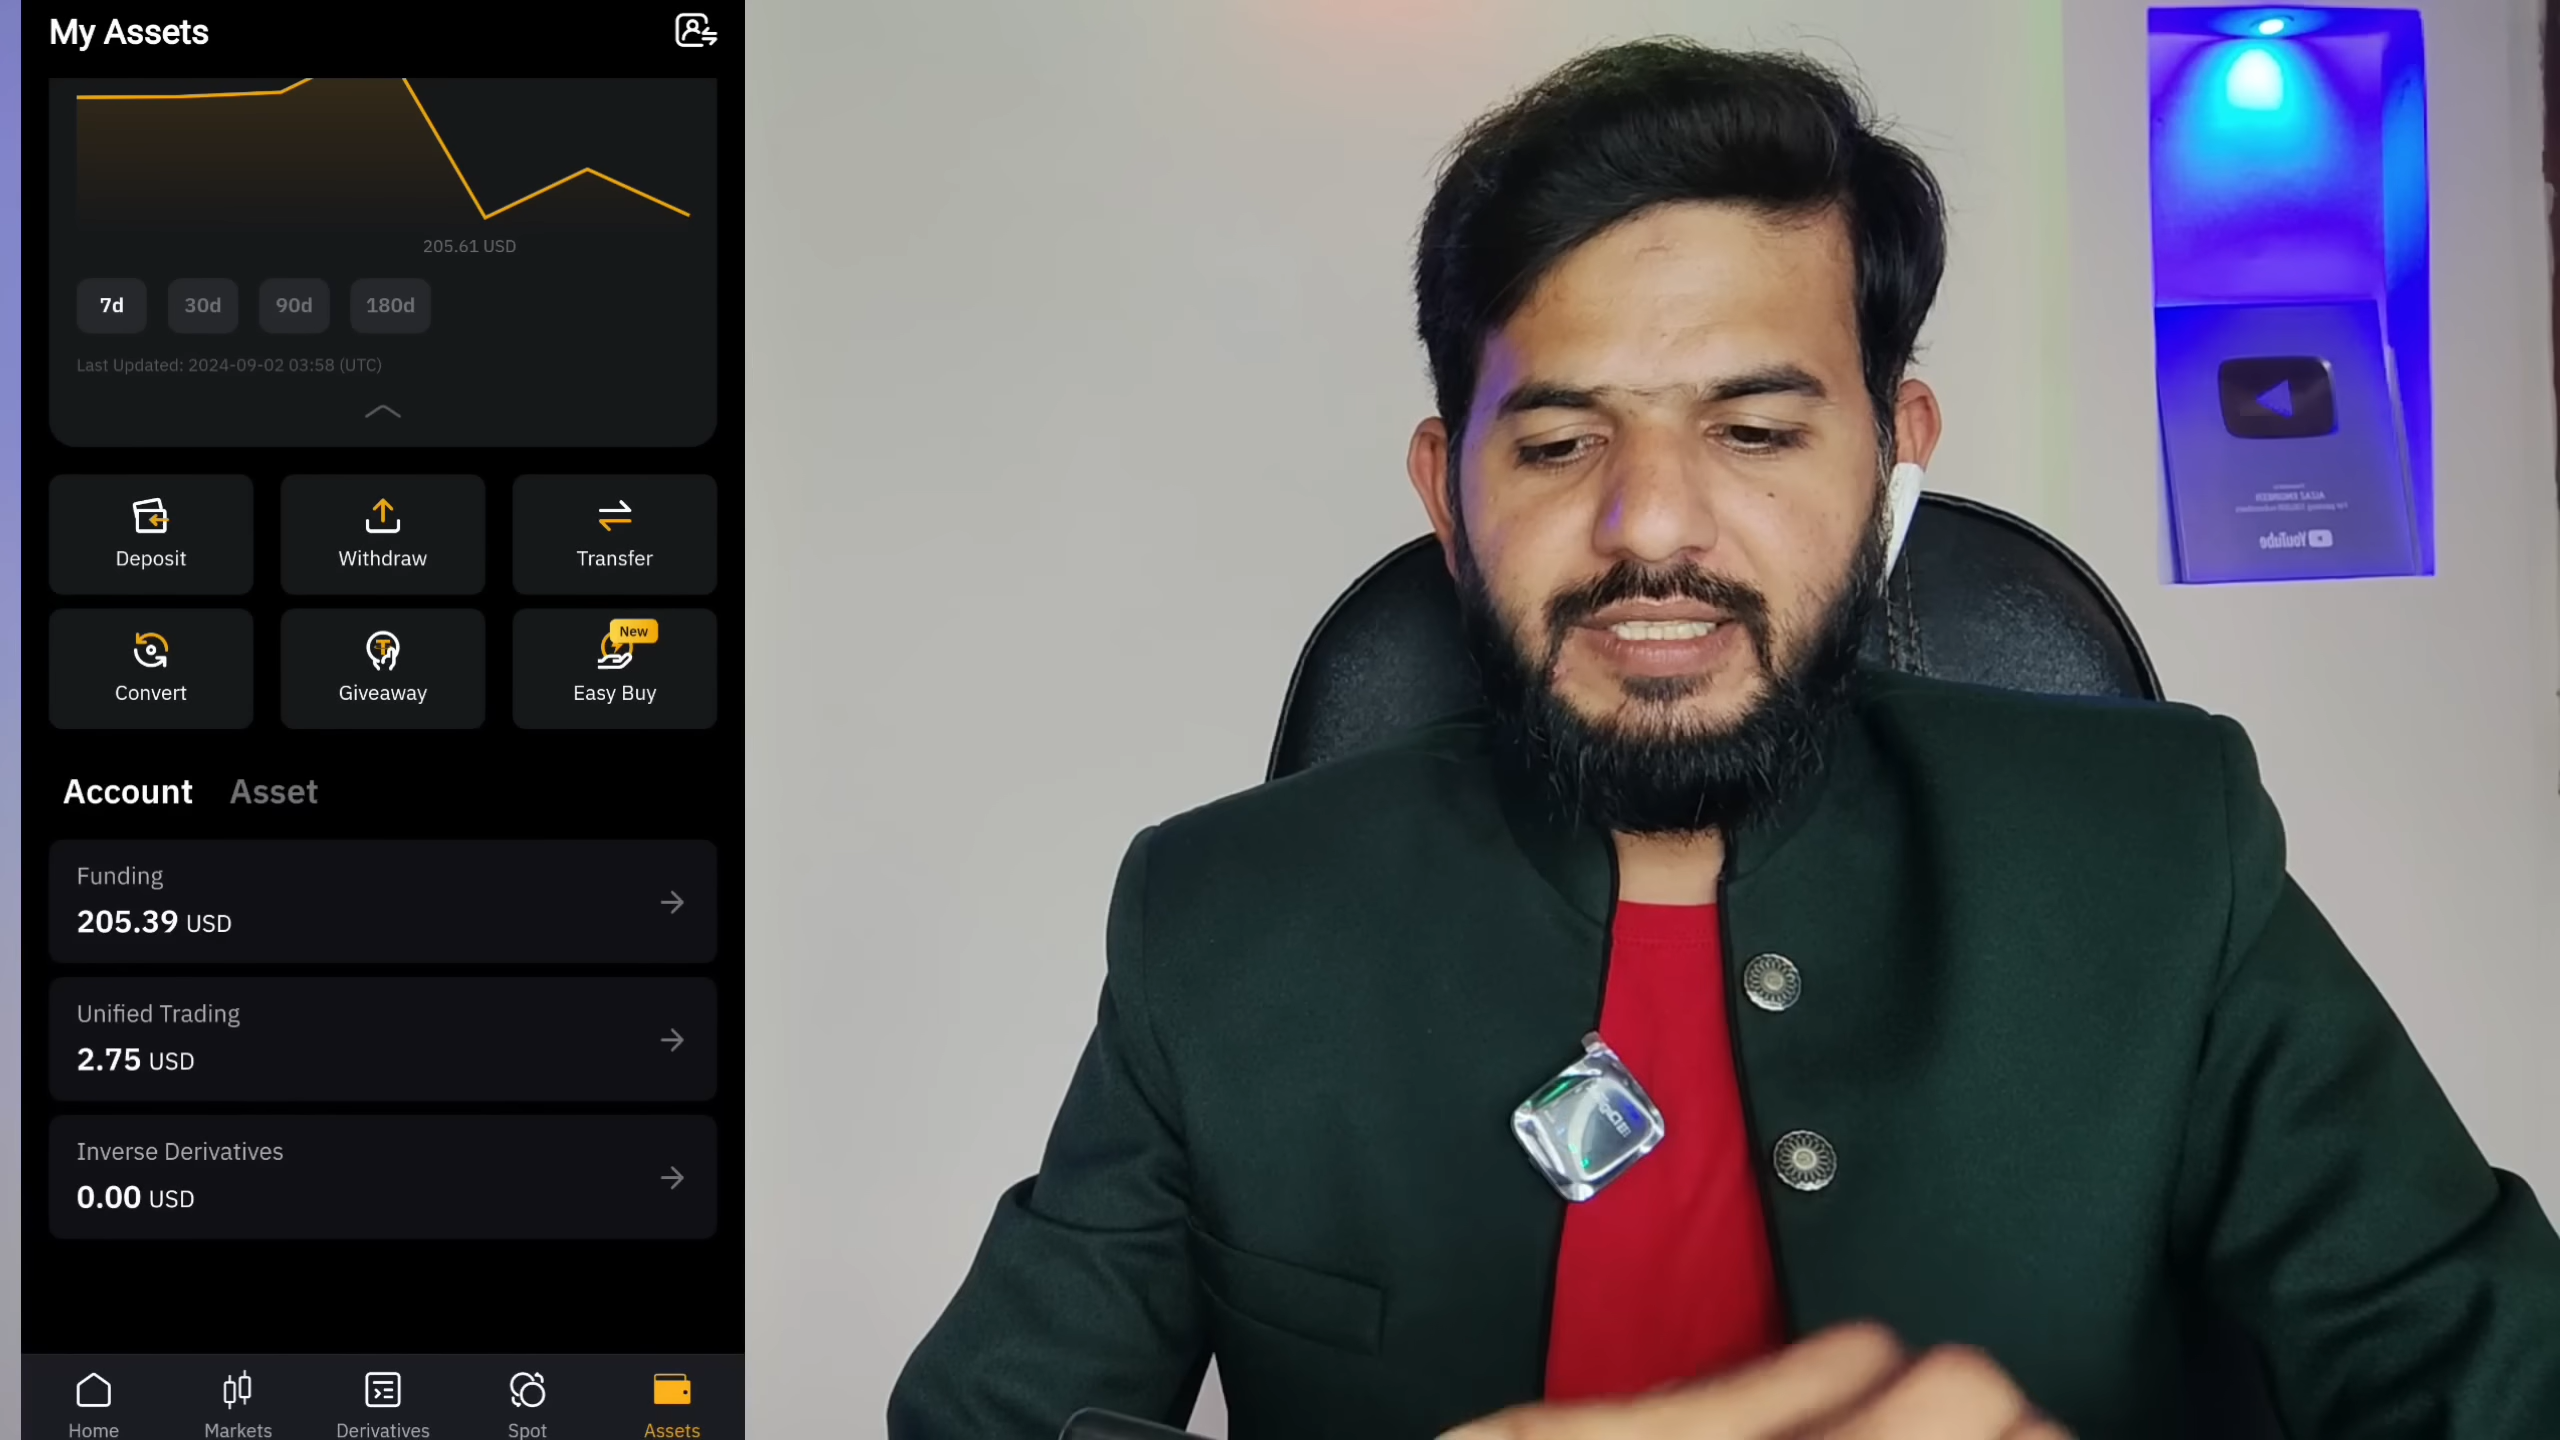 My Assets
205.61 USD
7d 30d 90d 180d
Last Updated: 2024-09-02 03:58 (UTC)
Deposit Withdraw Transfer
New
Convert Giveaway Easy Buy
Account Asset
Funding
205.39 USD
Unified Trading
2.75 USD
Inverse Derivatives
0.00 USD
Home Markets Derivatives Spot Assets
YouTube